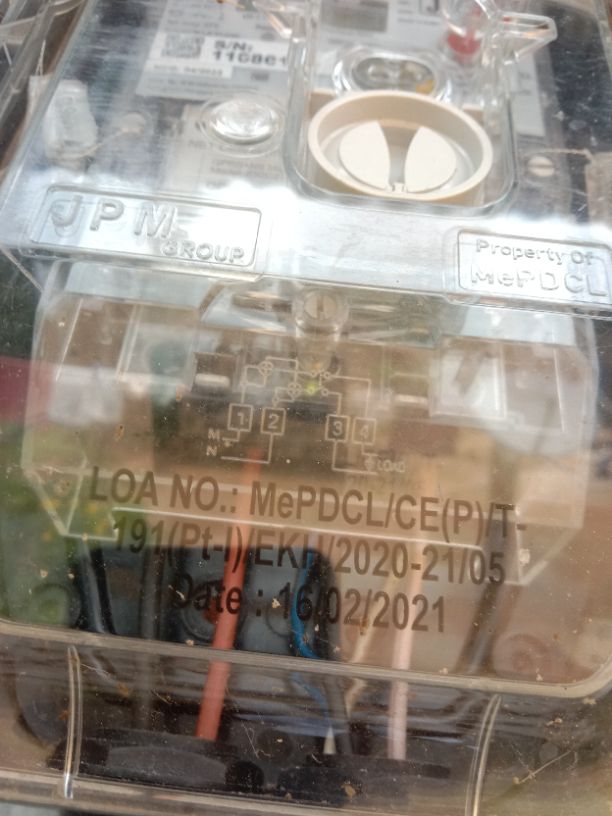 S/N:
JPM
GROUP
Property Of
MePDCL
1 2 3 4
M
N
LOAD
LOA NO.: MePDCL/CE(P)/T-
191(Pt-I)/EKH/2020-21/05
Date : 16/02/2021